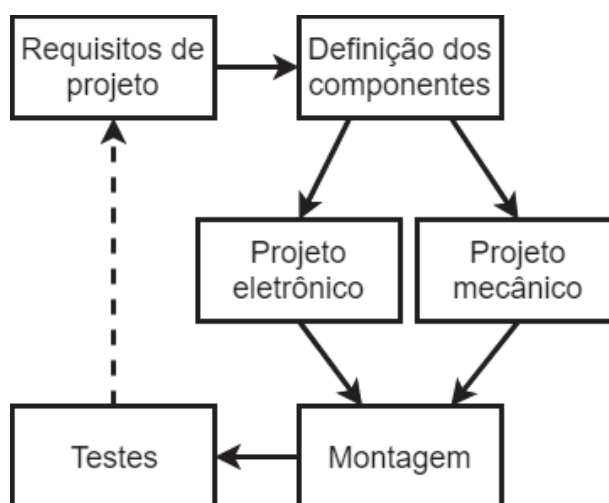 Requisitos de
projeto
Definição dos
componentes
Projeto
eletrônico
Projeto
mecânico
Testes
Montagem